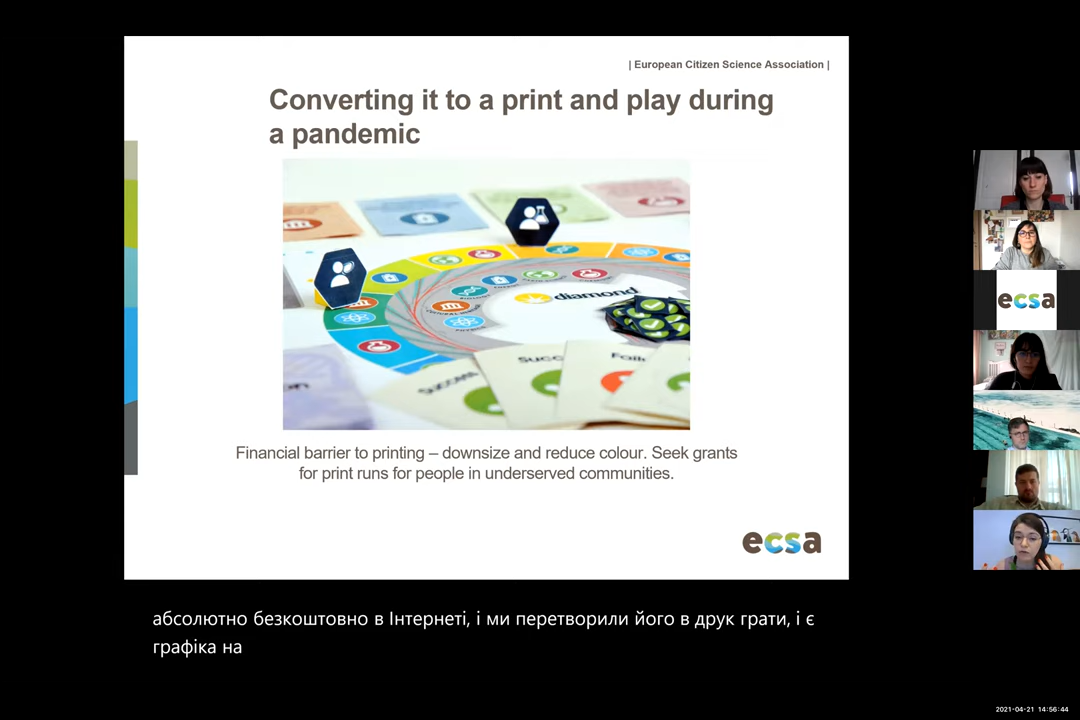 | European Citizen Science Association |
Converting it to a print and play during
a pandemic
diamond
Financial barrier to printing – downsize and reduce colour. Seek grants
for print runs for people in underserved communities.
ecsa
ecsa
абсолютно безкоштовно в Інтернеті, і ми перетворили його в друк грати, і є
графіка на
2021-04-21 14:56:44